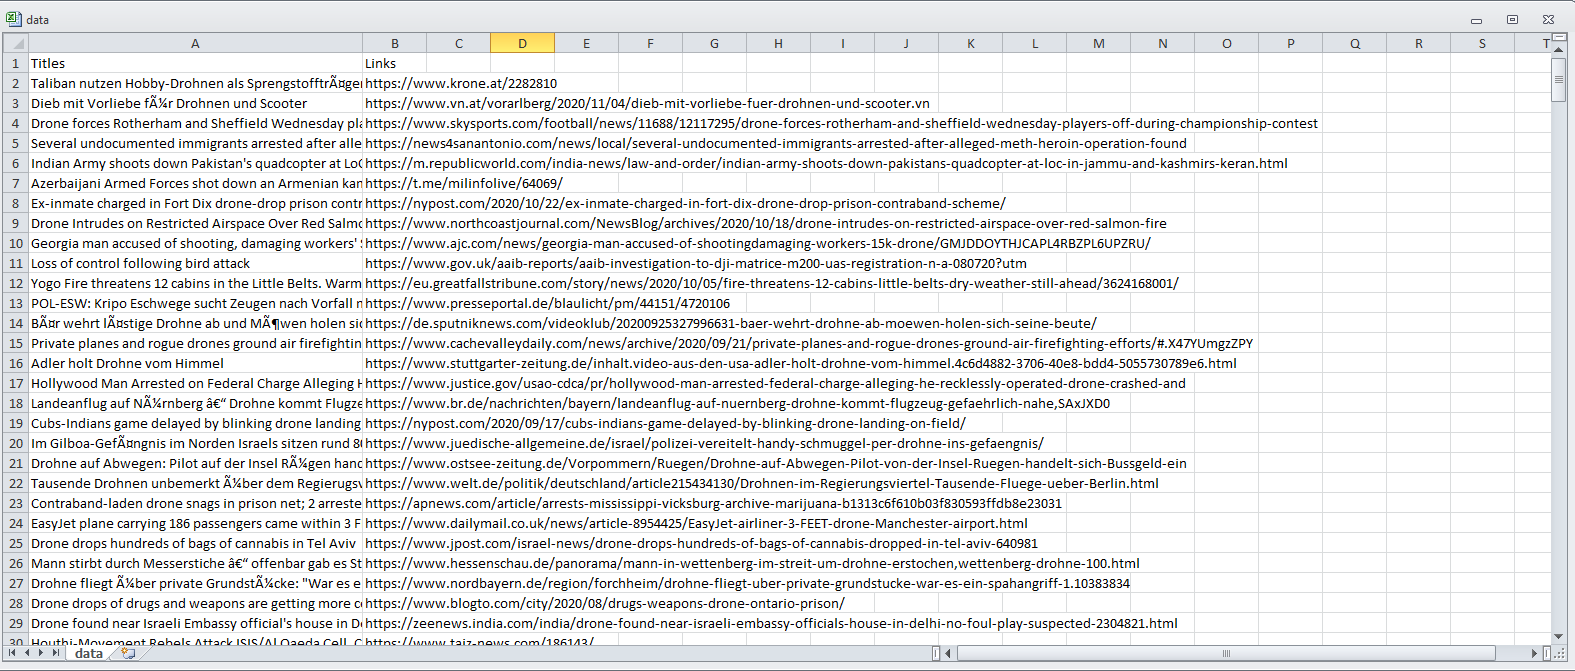 data
A B C D E F G H I J K L M N O P Q R S T
1 Titles Links
2 Taliban nutzen Hobby-Drohnen als SprengstofftrÃ¤ger https://www.krone.at/2282810
3 Dieb mit Vorliebe fÃ¼r Drohnen und Scooter https://www.vn.at/vorarlberg/2020/11/04/dieb-mit-vorliebe-fuer-drohnen-und-scooter.vn
4 Drone forces Rotherham and Sheffield Wednesday pla https://www.skysports.com/football/news/11688/12117295/drone-forces-rotherham-and-sheffield-wednesday-players-off-during-championship-contest
5 Several undocumented immigrants arrested after alle https://news4sanantonio.com/news/local/several-undocumented-immigrants-arrested-after-alleged-meth-heroin-operation-found
6 Indian Army shoots down Pakistan's quadcopter at LoC https://m.republicworld.com/india-news/law-and-order/indian-army-shoots-down-pakistans-quadcopter-at-loc-in-jammu-and-kashmirs-keran.html
7 Azerbaijani Armed Forces shot down an Armenian kam https://t.me/milinfolive/64069/
8 Ex-inmate charged in Fort Dix drone-drop prison contr https://nypost.com/2020/10/22/ex-inmate-charged-in-fort-dix-drone-drop-prison-contraband-scheme/
9 Drone Intrudes on Restricted Airspace Over Red Salmo https://www.northcoastjournal.com/NewsBlog/archives/2020/10/18/drone-intrudes-on-restricted-airspace-over-red-salmon-fire
10 Georgia man accused of shooting, damaging workers' $ https://www.ajc.com/news/georgia-man-accused-of-shootingdamaging-workers-15k-drone/GMJDDOYTHJCAPL4RBZPL6UPZRU/
11 Loss of control following bird attack https://www.gov.uk/aaib-reports/aaib-investigation-to-dji-matrice-m200-uas-registration-n-a-080720?utm
12 Yogo Fire threatens 12 cabins in the Little Belts. Warm https://eu.greatfallstribune.com/story/news/2020/10/05/fire-threatens-12-cabins-little-belts-dry-weather-still-ahead/3624168001/
13 POL-ESW: Kripo Eschwege sucht Zeugen nach Vorfall m https://www.presseportal.de/blaulicht/pm/44151/4720106
14 BÃ¤r wehrt lÃ¤stige Drohne ab und MÃ¶wen holen sic https://de.sputniknews.com/videoklub/20200925327996631-baer-wehrt-drohne-ab-moewen-holen-sich-seine-beute/
15 Private planes and rogue drones ground air firefightin https://www.cachevalleydaily.com/news/archive/2020/09/21/private-planes-and-rogue-drones-ground-air-firefighting-efforts/#.X47YUmgzZPY
16 Adler holt Drohne vom Himmel https://www.stuttgarter-zeitung.de/inhalt.video-aus-den-usa-adler-holt-drohne-vom-himmel.4c6d4882-3706-40e8-bdd4-5055730789e6.html
17 Hollywood Man Arrested on Federal Charge Alleging H https://www.justice.gov/usao-cdca/pr/hollywood-man-arrested-federal-charge-alleging-he-recklessly-operated-drone-crashed-and
18 Landeanflug auf NÃ¼rnberg â€“ Drohne kommt Flugze https://www.br.de/nachrichten/bayern/landeanflug-auf-nuernberg-drohne-kommt-flugzeug-gefaehrlich-nahe,SAxJXD0
19 Cubs-Indians game delayed by blinking drone landing https://nypost.com/2020/09/17/cubs-indians-game-delayed-by-blinking-drone-landing-on-field/
20 Im Gilboa-GefÃ¤ngnis im Norden Israels sitzen rund 80 https://www.juedische-allgemeine.de/israel/polizei-vereitelt-handy-schmuggel-per-drohne-ins-gefaengnis/
21 Drohne auf Abwegen: Pilot auf der Insel RÃ¼gen hand https://www.ostsee-zeitung.de/Vorpommern/Ruegen/Drohne-auf-Abwegen-Pilot-von-der-Insel-Ruegen-handelt-sich-Bussgeld-ein
22 Tausende Drohnen unbemerkt Ã¼ber dem Regierugsv https://www.welt.de/politik/deutschland/article215434130/Drohnen-im-Regierungsviertel-Tausende-Fluege-ueber-Berlin.html
23 Contraband-laden drone snags in prison net; 2 arreste https://apnews.com/article/arrests-mississippi-vicksburg-archive-marijuana-b1313c6f610b03f830593ffdb8e23031
24 EasyJet plane carrying 186 passengers came within 3 F https://www.dailymail.co.uk/news/article-8954425/EasyJet-airliner-3-FEET-drone-Manchester-airport.html
25 Drone drops hundreds of bags of cannabis in Tel Aviv https://www.jpost.com/israel-news/drone-drops-hundreds-of-bags-of-cannabis-dropped-in-tel-aviv-640981
26 Mann stirbt durch Messerstiche â€“ offenbar gab es St https://www.hessenschau.de/panorama/mann-in-wettenberg-im-streit-um-drohne-erstochen,wettenberg-drohne-100.html
27 Drohne fliegt Ã¼ber private GrundstÃ¼cke: "War es e https://www.nordbayern.de/region/forchheim/drohne-fliegt-uber-private-grundstucke-war-es-ein-spahangriff-1.10383834
28 Drone drops of drugs and weapons are getting more co https://www.blogto.com/city/2020/08/drugs-weapons-drone-ontario-prison/
29 Drone found near Israeli Embassy official's house in De https://zeenews.india.com/india/drone-found-near-israeli-embassy-officials-house-in-delhi-no-foul-play-suspected-2304821.html
30 Houthi-Movement Rebels Attack ISIS/Al Qaeda Cell, C https://www.taiz-news.com/186143/
data